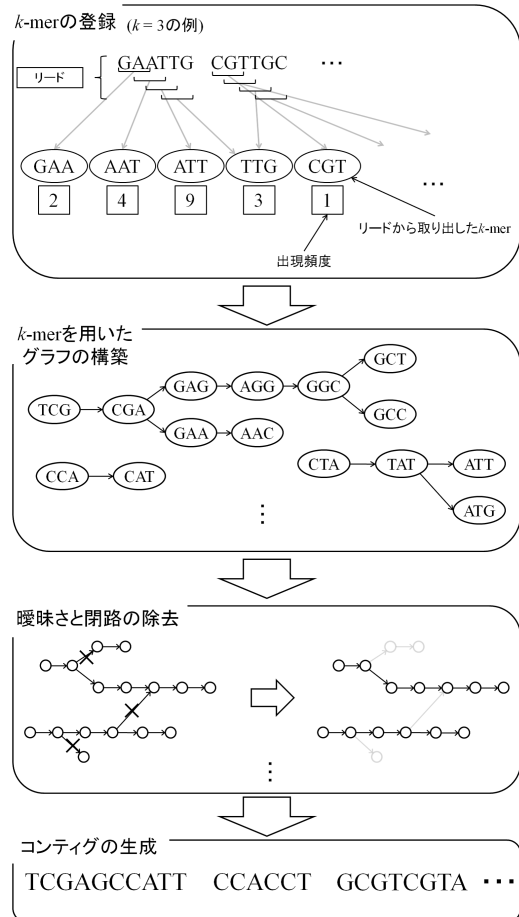 k-merの登録 (k = 3の例)
リード
GAATTG CGTTGC …
GAA AAT ATT TTG CGT
2 4 9 3 1
…
リードから取り出したk-mer
出現頻度
k-merを用いた
グラフの構築
GCT
GAG AGG GGC
TCG CGA
GCC
GAA AAC
CTA TAT ATT
CCA CAT
ATG
⋮
曖昧さと閉路の除去
⋮
コンティグの生成
TCGAGCCATT CCACCT GCGTCGTA …